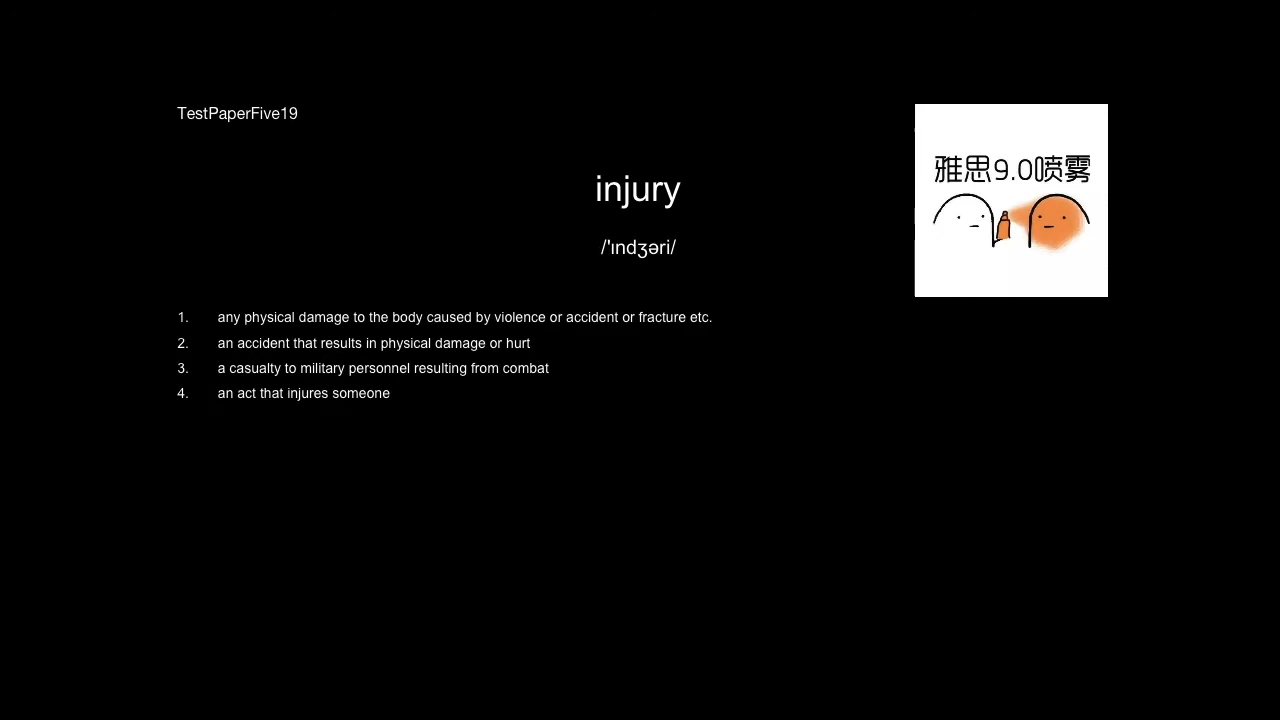 TestPaperFive19
雅思9.0喷雾
injury
/'ɪndʒəri/
1. any physical damage to the body caused by violence or accident or fracture etc.
2. an accident that results in physical damage or hurt
3. a casualty to military personnel resulting from combat
4. an act that injures someone